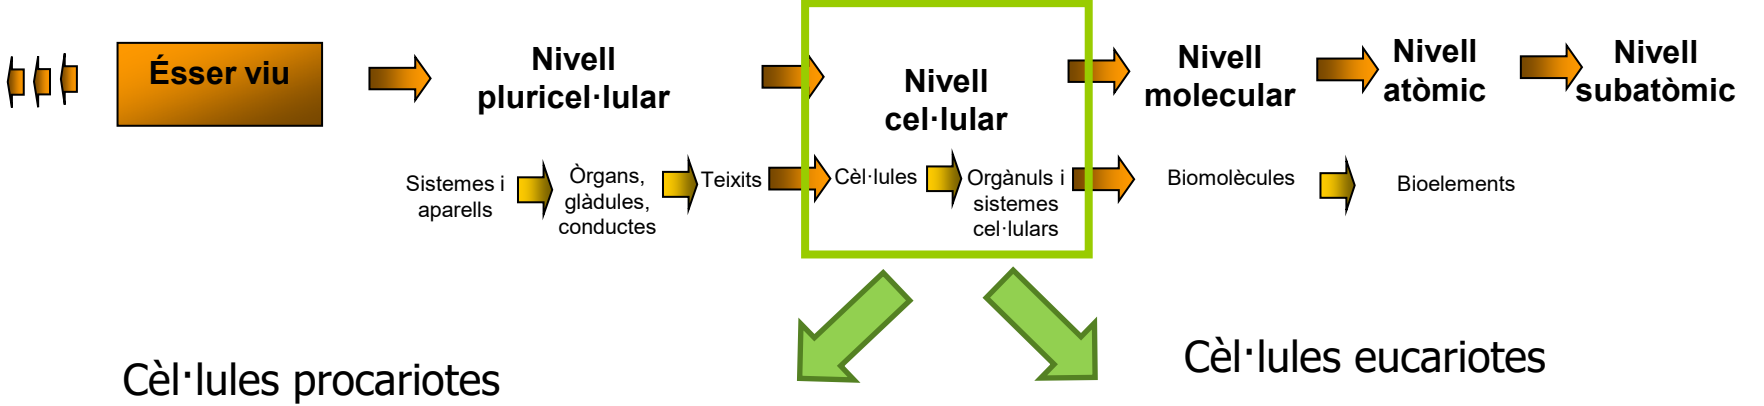 Ésser viu
Nivell
pluricel·lular
Nivell
cel·lular
Nivell
molecular
Nivell
atòmic
Nivell
subatòmic
Sistemes i
aparells
Òrgans,
glàdules,
conductes
Teixits
Cèl·lules
Orgànuls i
sistemes
cel·lulars
Biomolècules
Bioelements
Cèl·lules procariotes
Cèl·lules eucariotes